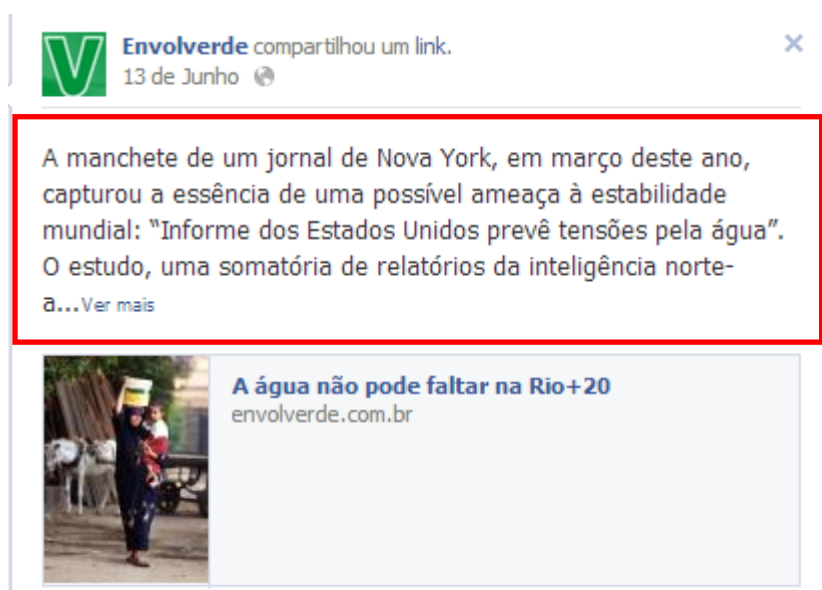 Envolverde compartilhou um link.
13 de Junho
A manchete de um jornal de Nova York, em março deste ano,
capturou a essência de uma possível ameaça à estabilidade
mundial: “Informe dos Estados Unidos prevê tensões pela água”.
O estudo, uma somatória de relatórios da inteligência norte-
a...Ver mais
A água não pode faltar na Rio+20
envolverde.com.br